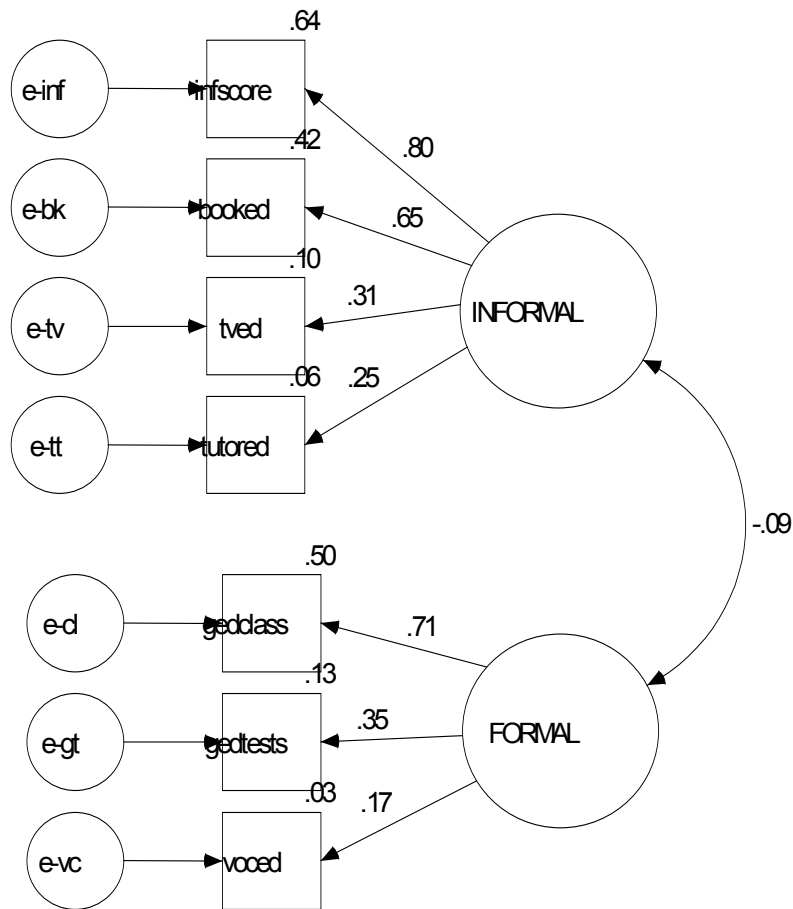 .64
e-inf
infscore
.80
.42
e-bk
booked
.65
.10
INFORMAL
.31
e-tv
tved
.06
.25
e-tt
tutored
-.09
.50
e-cl
gedclass
.71
.13
FORMAL
.35
e-gt
gedtests
.03
.17
e-vc
voced